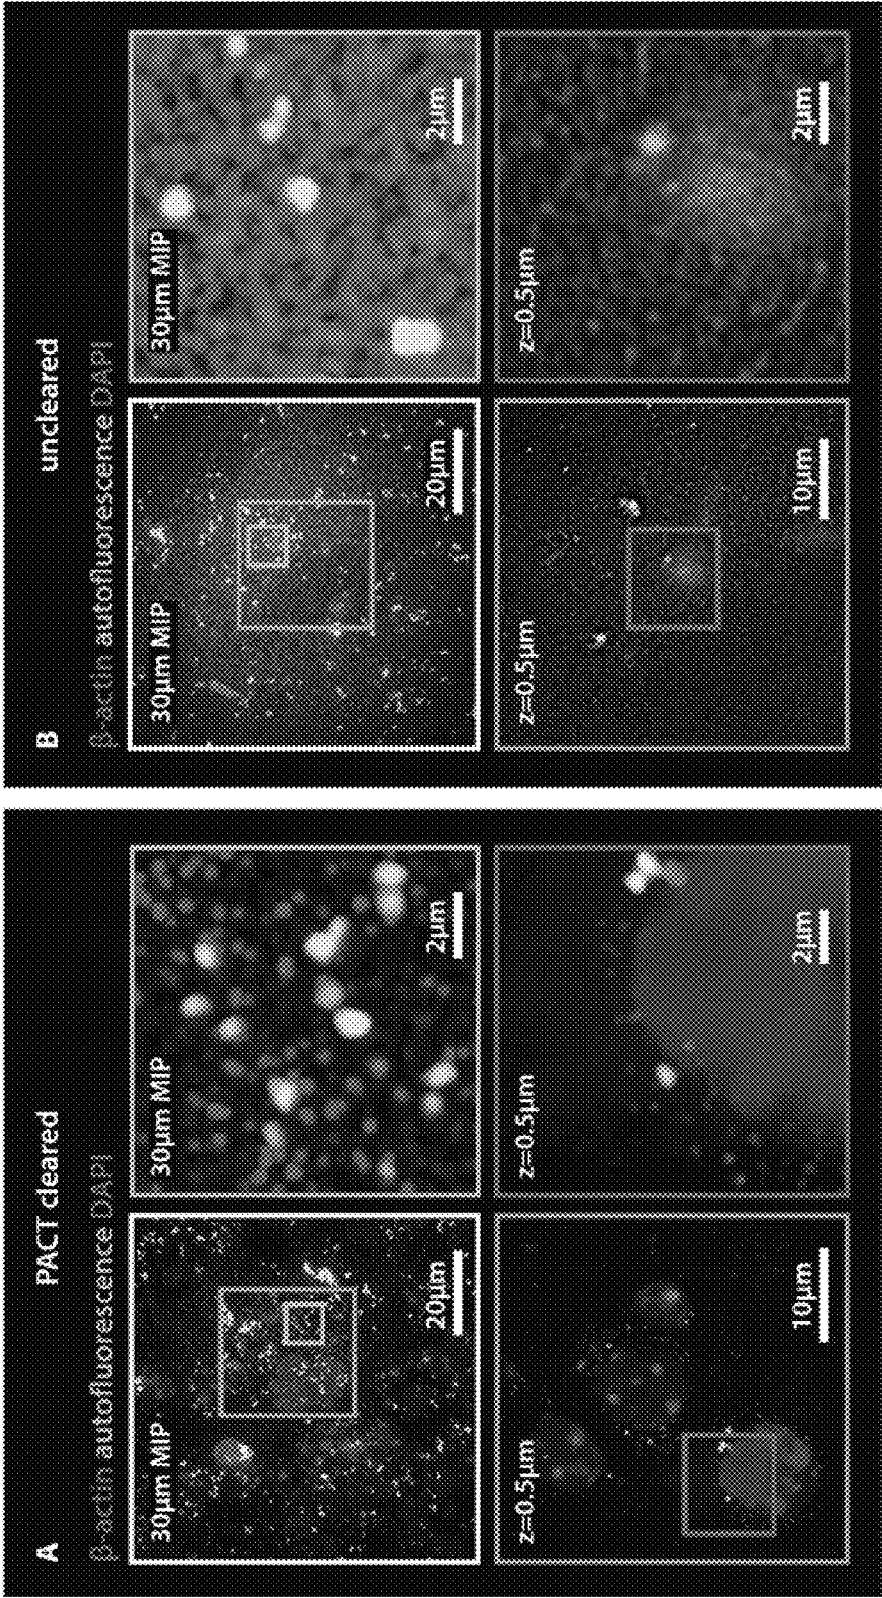 A
PACT cleared
β-actin autofluorescence DAPI
30μm MIP
20μm
30μm MIP
2μm
z=0.5μm
10μm
z=0.5μm
2μm
B
uncleared
β-actin autofluorescence DAPI
30μm MIP
20μm
30μm MIP
2μm
z=0.5μm
10μm
z=0.5μm
2μm